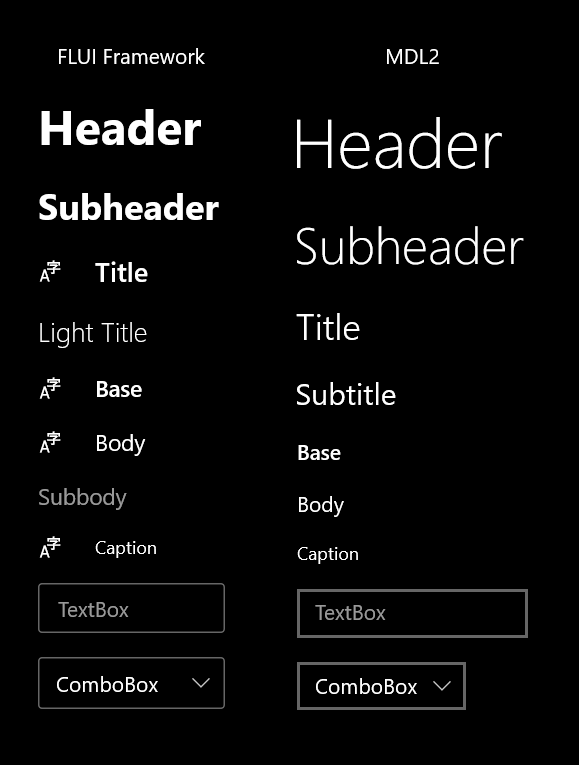 FLUI Framework
Header
Subheader
A字 Title
Light Title
A字 Base
A字 Body
Subbody
A字 Caption
TextBox
ComboBox
MDL2
Header
Subheader
Title
Subtitle
Base
Body
Caption
TextBox
ComboBox